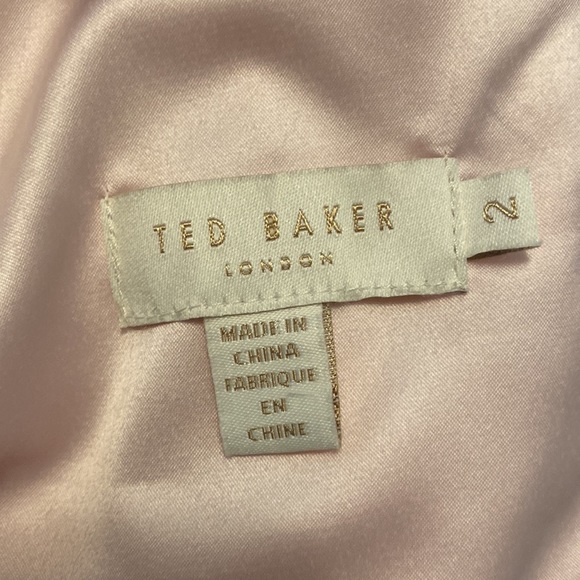 TED BAKER
LONDON
2
MADE IN
CHINA
FABRIQUE
EN
CHINE